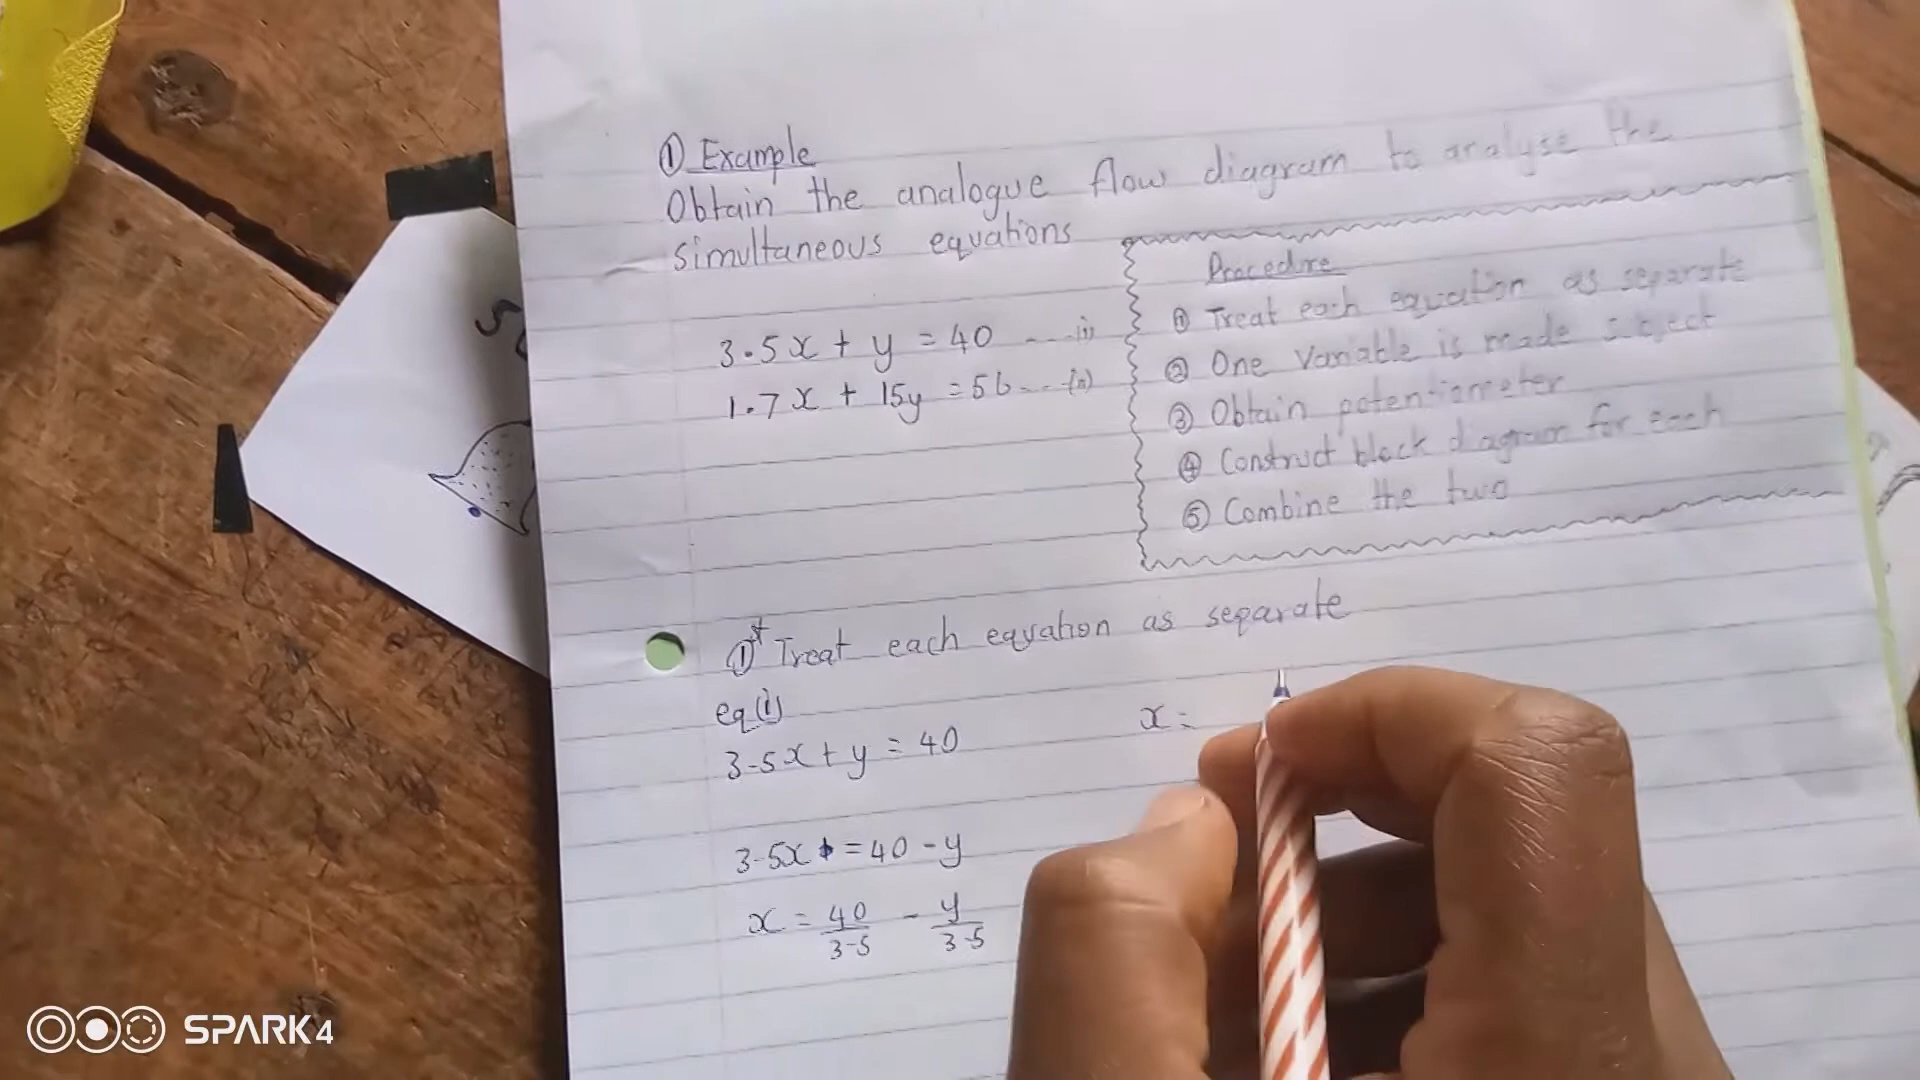 ① Example
Obtain the analogue flow diagram to analyse the
simultaneous equations
3.5x + y = 40 ---(i)
1.7x + 15y = 56 ---(ii)
Procedure
① Treat each equation as separate
② One variable is made subject
③ Obtain potentiometer
④ Construct block diagram for each
⑤ Combine the two
① Treat each equation as separate
eq(i)
3.5x + y = 40
x =
3.5x = 40 - y
x = 40/3.5 - y/3.5
SPARK 4